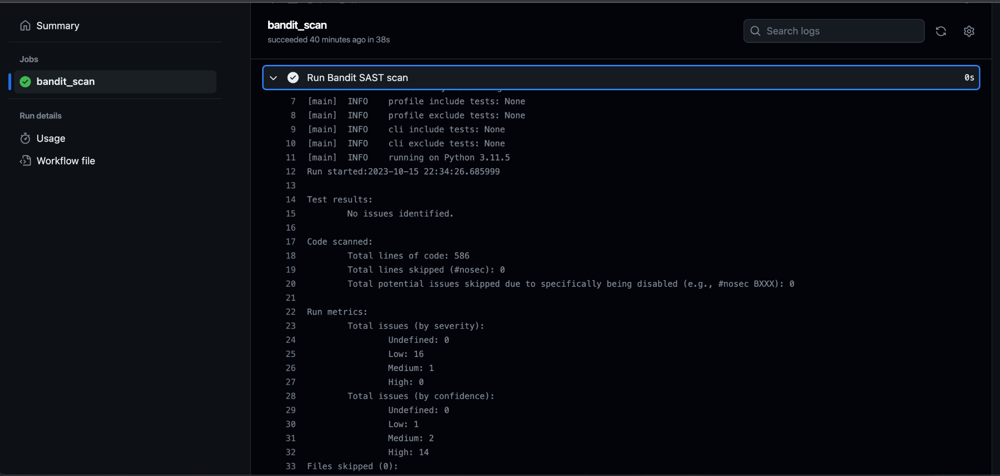 Summary
Jobs
bandit_scan
Run details
Usage
Workflow file
bandit_scan
succeeded 40 minutes ago in 38s
Search logs
Run Bandit SAST scan 0s
7 [main] INFO profile include tests: None
8 [main] INFO profile exclude tests: None
9 [main] INFO cli include tests: None
10 [main] INFO cli exclude tests: None
11 [main] INFO running on Python 3.11.5
12 Run started:2023-10-15 22:34:26.685999
13
14 Test results:
15 No issues identified.
16
17 Code scanned:
18 Total lines of code: 586
19 Total lines skipped (#nosec): 0
20 Total potential issues skipped due to specifically being disabled (e.g., #nosec BXXX): 0
21
22 Run metrics:
23 Total issues (by severity):
24 Undefined: 0
25 Low: 16
26 Medium: 1
27 High: 0
28 Total issues (by confidence):
29 Undefined: 0
30 Low: 1
31 Medium: 2
32 High: 14
33 Files skipped (0):